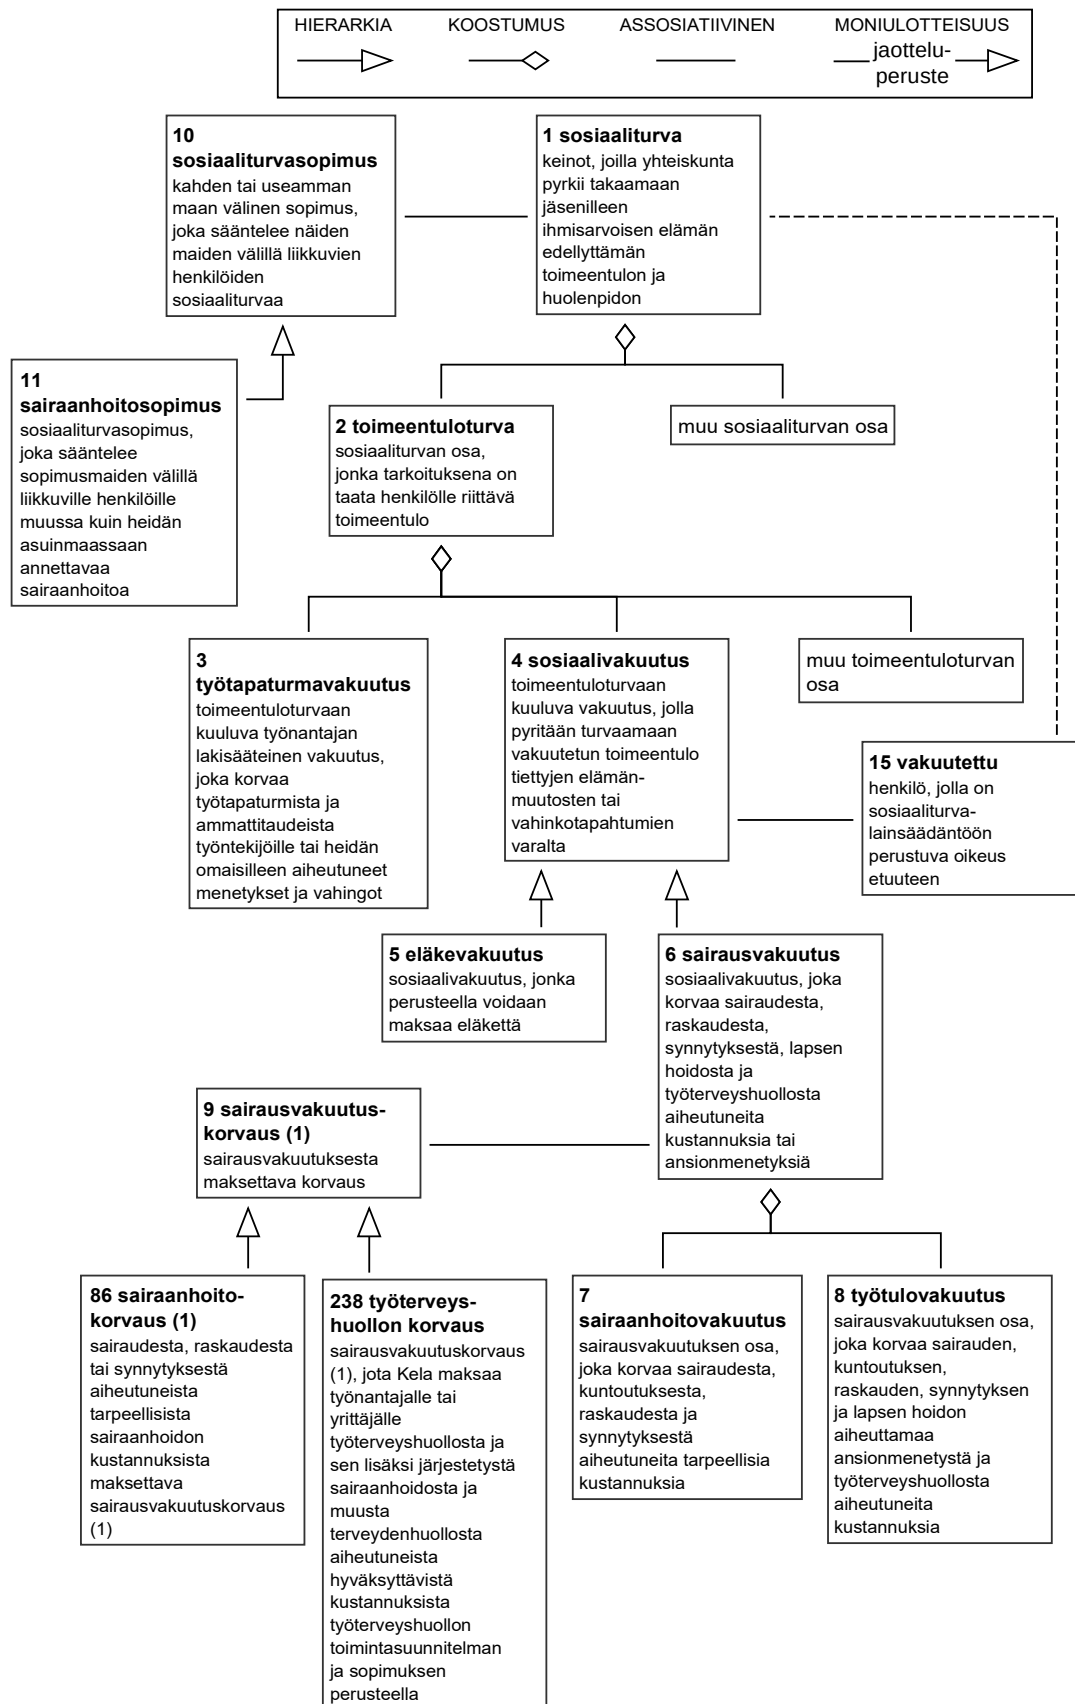 HIERARKIA
KOOSTUMUS
ASSOSIATIIVINEN
MONIULOTTEISUUS
jaottelu-
peruste
10
sosiaaliturvasopimus
kahden tai useamman
maan välinen sopimus,
joka sääntelee näiden
maiden välillä liikkuvien
henkilöiden
sosiaaliturvaa
1 sosiaaliturva
keinot, joilla yhteiskunta
pyrkii takaamaan
jäsenilleen
ihmisarvoisen elämän
edellyttämän
toimeentulon ja
huolenpidon
11
sairaanhoitosopimus
sosiaaliturvasopimus,
joka sääntelee
sopimusmaiden välillä
liikkuville henkilöille
muussa kuin heidän
asuinmaassaan
annettavaa
sairaanhoitoa
2 toimeentuloturva
sosiaaliturvan osa,
jonka tarkoituksena on
taata henkilölle riittävä
toimeentulo
muu sosiaaliturvan osa
3
työtapaturmavakuutus
toimeentuloturvaan
kuuluva työnantajan
lakisääteinen vakuutus,
joka korvaa
työtapaturmista ja
ammattitaudeista
työntekijöille tai heidän
omaisilleen aiheutuneet
menetykset ja vahingot
4 sosiaalivakuutus
toimeentuloturvaan
kuuluva vakuutus, jolla
pyritään turvaamaan
vakuutetun toimeentulo
tiettyjen elämän-
muutosten tai
vahinkotapahtumien
varalta
muu toimeentuloturvan
osa
15 vakuutettu
henkilö, jolla on
sosiaaliturva-
lainsäädäntöön
perustuva oikeus
etuuteen
5 eläkevakuutus
sosiaalivakuutus, jonka
perusteella voidaan
maksaa eläkettä
6 sairausvakuutus
sosiaalivakuutus, joka
korvaa sairaudesta,
raskaudesta,
synnytyksestä, lapsen
hoidosta ja
työterveyshuollosta
aiheutuneita
kustannuksia tai
ansionmenetyksiä
9 sairausvakuutus-
korvaus (1)
sairausvakuutuksesta
maksettava korvaus
86 sairaanhoito-
korvaus (1)
sairaudesta, raskaudesta
tai synnytyksestä
aiheutuneista
tarpeellisista
sairaanhoidon
kustannuksista
maksettava
sairausvakuutuskorvaus
(1)
238 työterveys-
huollon korvaus
sairausvakuutuskorvaus
(1), jota Kela maksaa
työnantajalle tai
yrittäjälle
työterveyshuollosta ja
sen lisäksi järjestetystä
sairaanhoidosta ja
muusta
terveydenhuollosta
aiheutuneista
hyväksyttävistä
kustannuksista
työterveyshuollon
toimintasuunnitelman
ja sopimuksen
perusteella
7
sairaanhoitovakuutus
sairausvakuutuksen osa,
joka korvaa sairaudesta,
kuntoutuksesta,
raskaudesta ja
synnytyksestä
aiheutuneita tarpeellisia
kustannuksia
8 työtulovakuutus
sairausvakuutuksen osa,
joka korvaa sairauden,
kuntoutuksen,
raskauden, synnytyksen
ja lapsen hoidon
aiheuttamaa
ansionmenetystä ja
työterveyshuollosta
aiheutuneita
kustannuksia